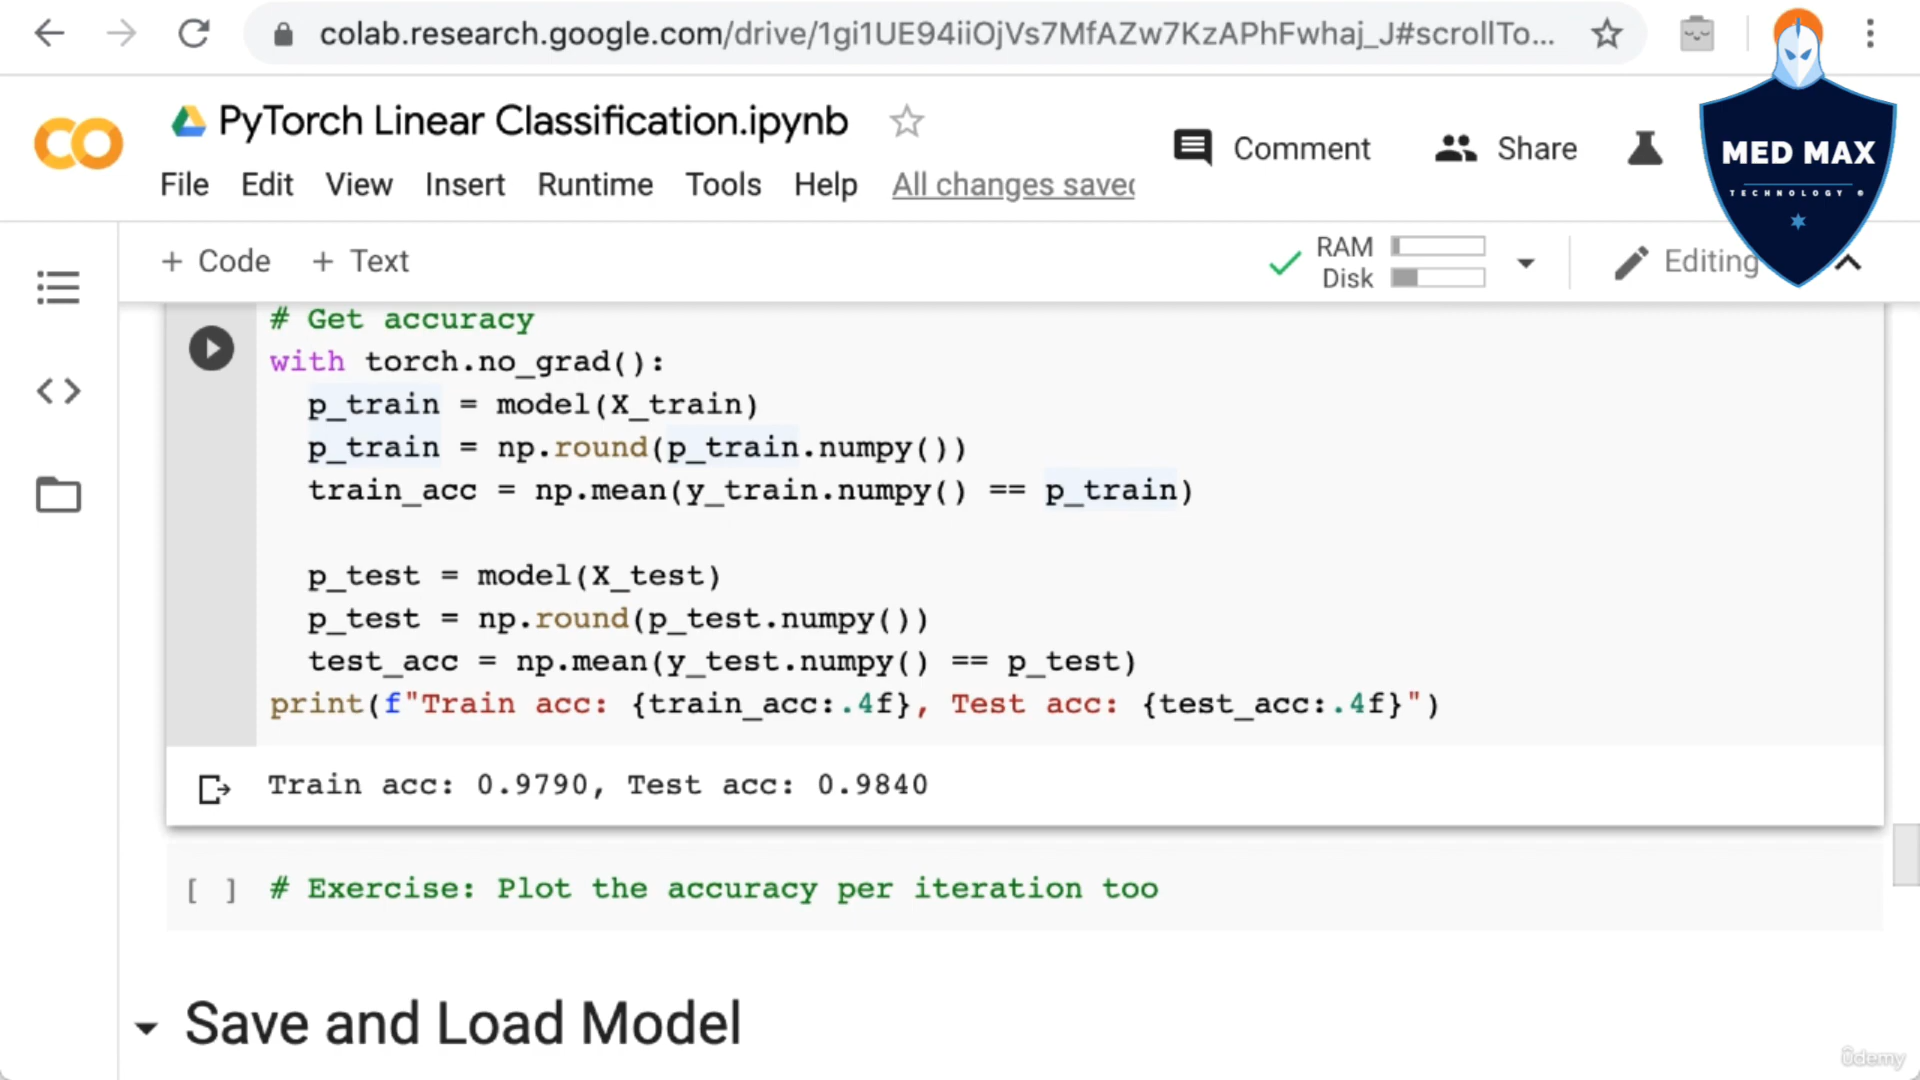 colab.research.google.com/drive/1gi1UE94iiOjVs7MfAZw7KzAPhFwhaj_J#scrollTo...
PyTorch Linear Classification.ipynb
Comment
Share
File Edit View Insert Runtime Tools Help All changes saved
MED MAX
TECHNOLOGY
+ Code + Text
RAM
Disk
Editing
# Get accuracy
with torch.no_grad():
  p_train = model(X_train)
  p_train = np.round(p_train.numpy())
  train_acc = np.mean(y_train.numpy() == p_train)
  p_test = model(X_test)
  p_test = np.round(p_test.numpy())
  test_acc = np.mean(y_test.numpy() == p_test)
print(f"Train acc: {train_acc:.4f}, Test acc: {test_acc:.4f}")
Train acc: 0.9790, Test acc: 0.9840
[ ] # Exercise: Plot the accuracy per iteration too
Save and Load Model
ûdemy